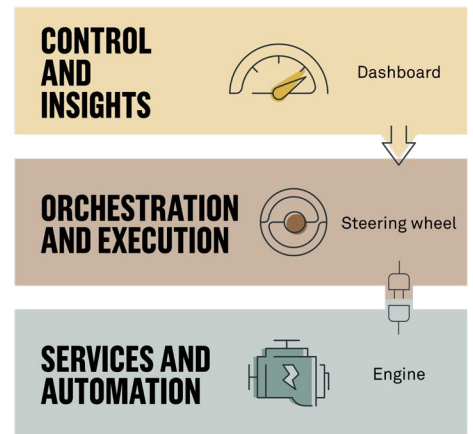 CONTROL
AND
INSIGHTS
Dashboard
ORCHESTRATION
AND EXECUTION
Steering wheel
SERVICES AND
AUTOMATION
Engine